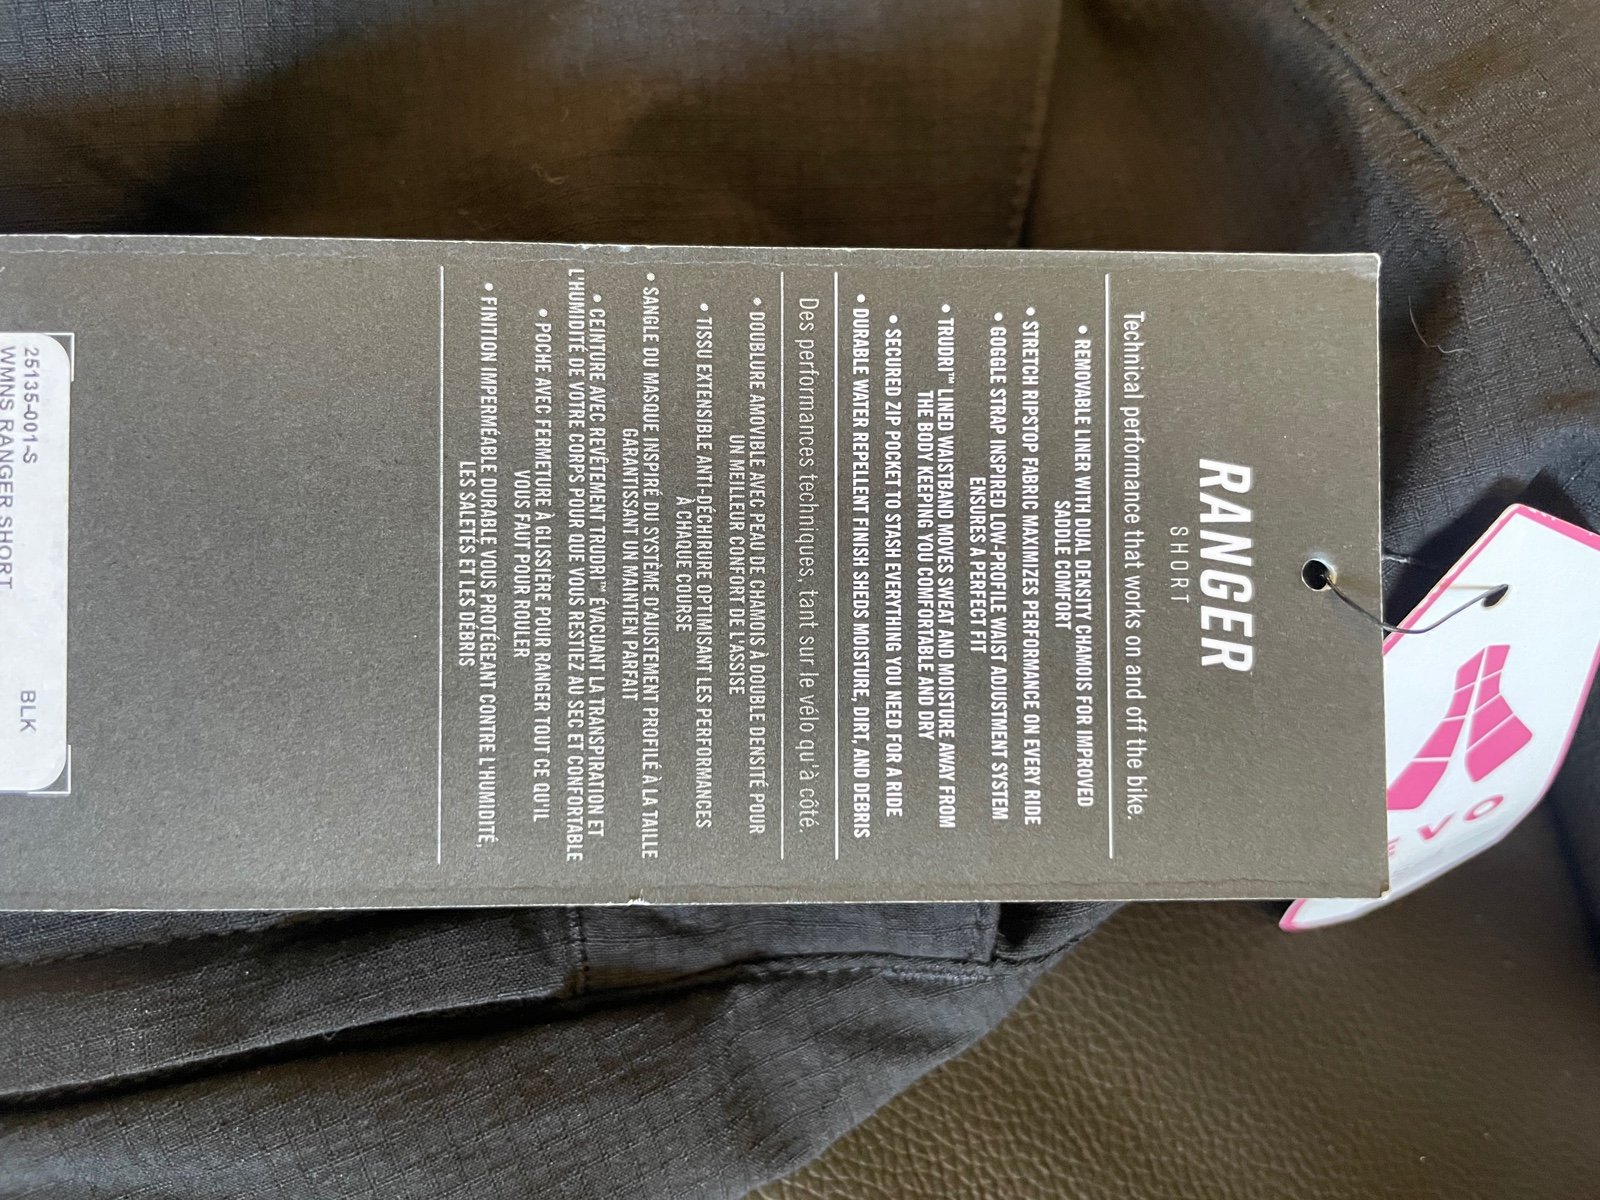 RANGER
SHORT
Technical performance that works on and off the bike.
• REMOVABLE LINER WITH DUAL DENSITY CHAMOIS FOR IMPROVED
SADDLE COMFORT
• STRETCH RIPSTOP FABRIC MAXIMIZES PERFORMANCE ON EVERY RIDE
• GOGGLE STRAP INSPIRED LOW-PROFILE WAIST ADJUSTMENT SYSTEM
ENSURES A PERFECT FIT
• TRUDRI™ LINED WAISTBAND MOVES SWEAT AND MOISTURE AWAY FROM
THE BODY KEEPING YOU COMFORTABLE AND DRY
• SECURED ZIP POCKET TO STASH EVERYTHING YOU NEED FOR A RIDE
• DURABLE WATER REPELLENT FINISH SHEDS MOISTURE, DIRT, AND DEBRIS
Des performances techniques, tant sur le vélo qu'à côté.
• DOUBLURE AMOVIBLE AVEC PEAU DE CHAMOIS À DOUBLE DENSITÉ POUR
UN MEILLEUR CONFORT DE L'ASSISE
• TISSU EXTENSIBLE ANTI-DÉCHIRURE OPTIMISANT LES PERFORMANCES
À CHAQUE COURSE
• SANGLE DU MASQUE INSPIRÉ DU SYSTÈME D'AJUSTEMENT PROFILÉ À LA TAILLE
GARANTISSANT UN MAINTIEN PARFAIT
• CEINTURE AVEC REVÊTEMENT TRUDRI™ ÉVACUANT LA TRANSPIRATION ET
L'HUMIDITÉ DE VOTRE CORPS POUR QUE VOUS RESTIEZ AU SEC ET CONFORTABLE
• POCHE AVEC FERMETURE À GLISSIÈRE POUR RANGER TOUT CE QU'IL
VOUS FAUT POUR ROULER
• FINITION IMPERMÉABLE DURABLE VOUS PROTÉGEANT CONTRE L'HUMIDITÉ,
LES SALETÉS ET LES DÉBRIS
25135-001-S BLK
WMNS RANGER SHORT
EVO